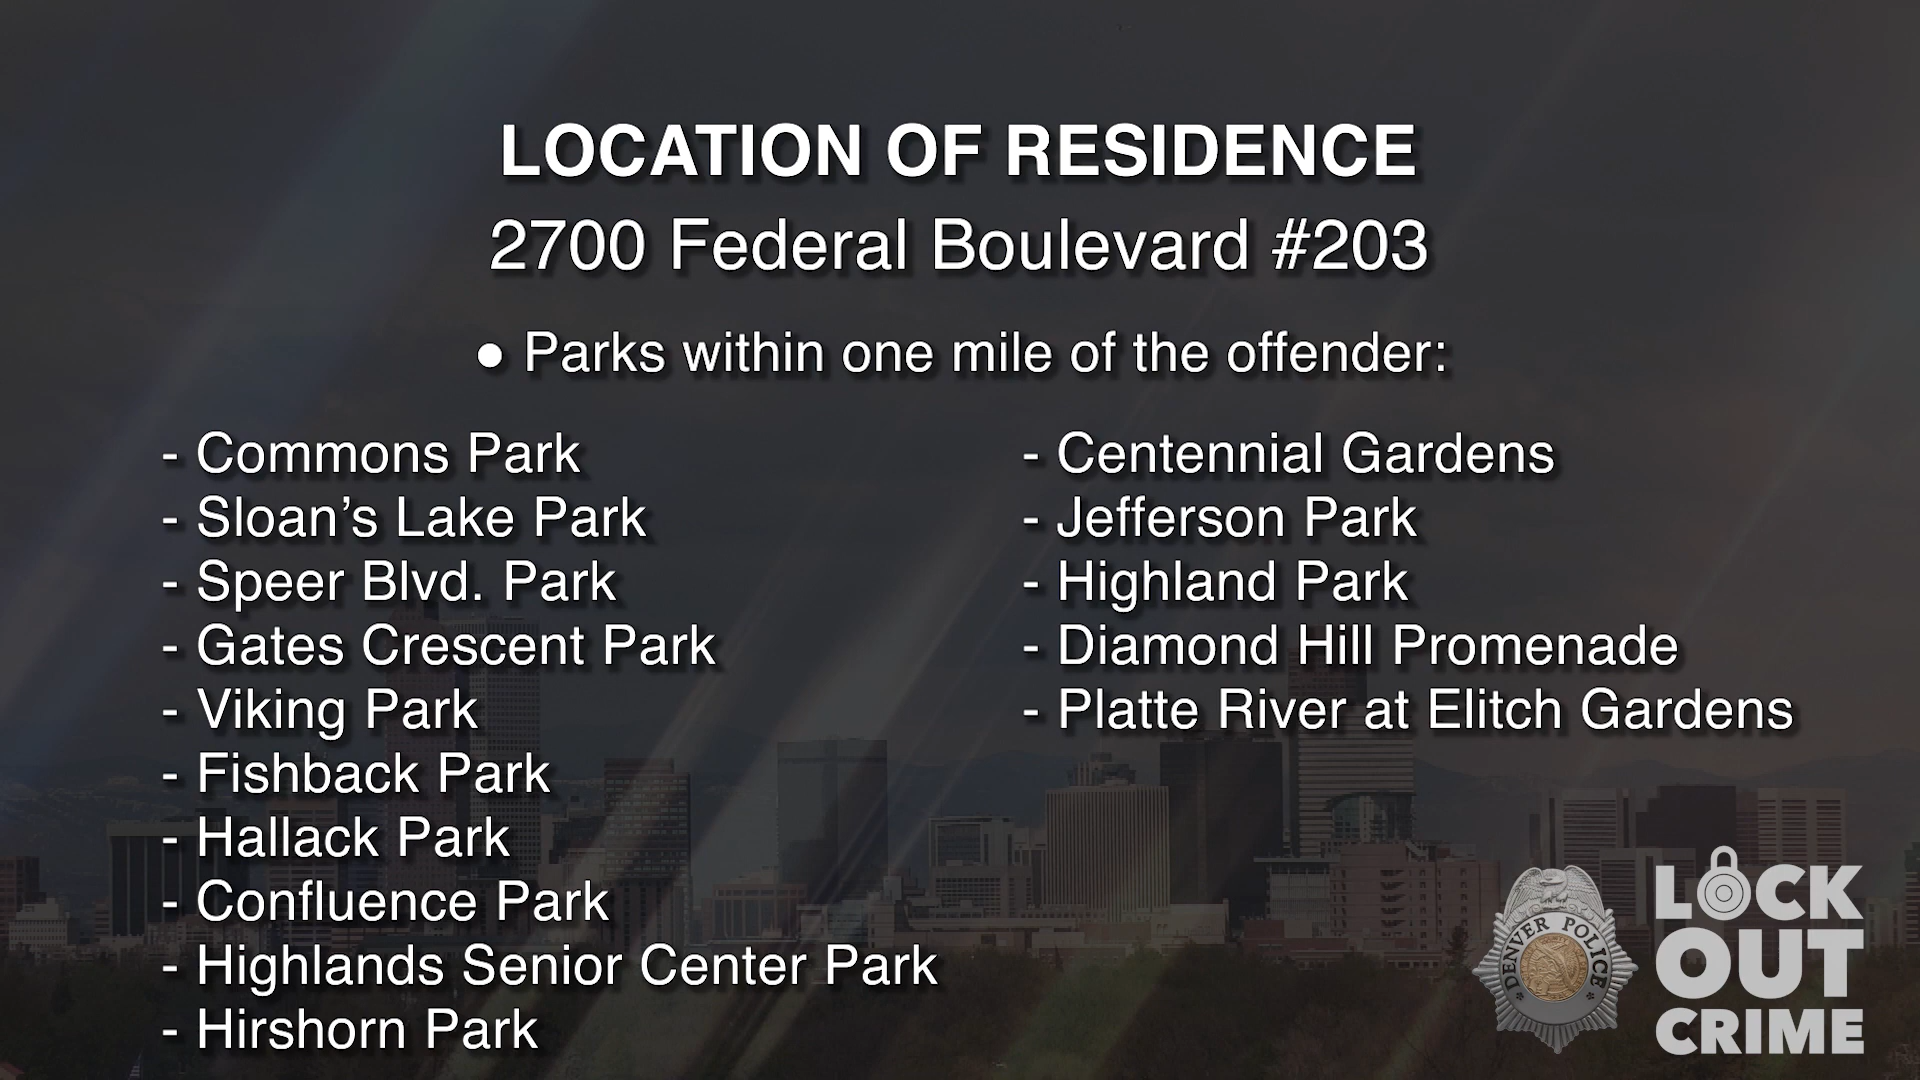 LOCATION OF RESIDENCE
2700 Federal Boulevard #203
● Parks within one mile of the offender:
- Commons Park
- Sloan’s Lake Park
- Speer Blvd. Park
- Gates Crescent Park
- Viking Park
- Fishback Park
- Hallack Park
- Confluence Park
- Highlands Senior Center Park
- Hirshorn Park
- Centennial Gardens
- Jefferson Park
- Highland Park
- Diamond Hill Promenade
- Platte River at Elitch Gardens
DENVER POLICE
LOCK
OUT
CRIME